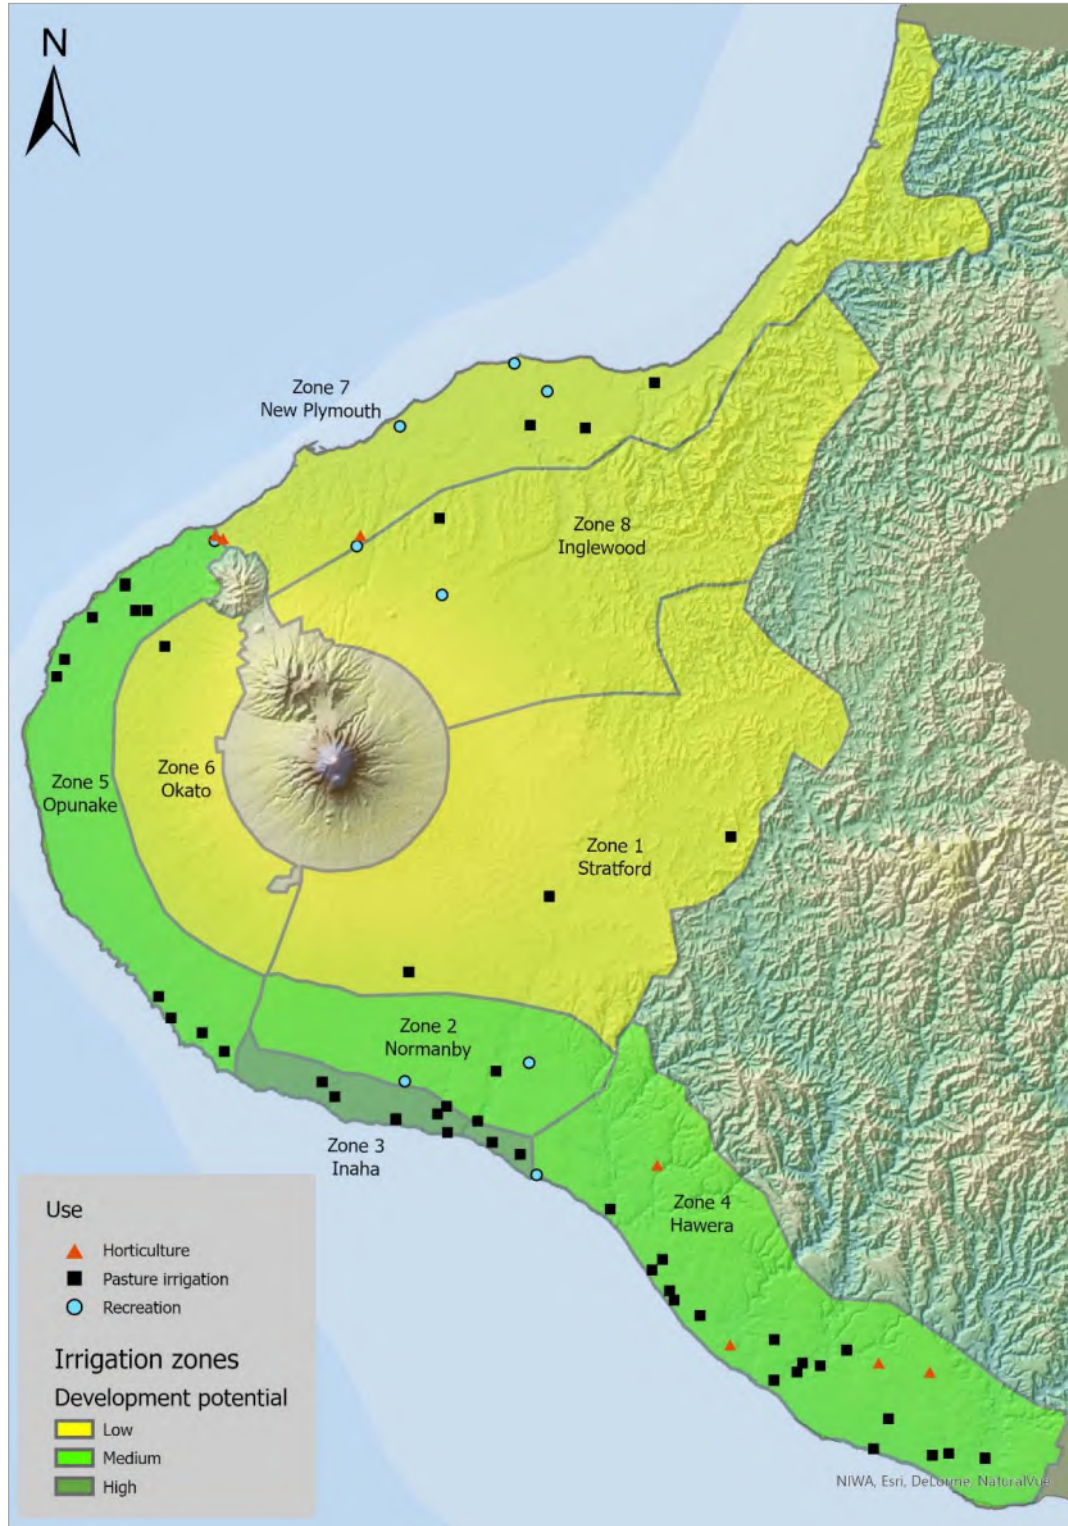 N
Zone 7
New Plymouth
Zone 8
Inglewood
Zone 5
Opunake
Zone 6
Okato
Zone 1
Stratford
Zone 2
Normanby
Zone 3
Inaha
Zone 4
Hawera
Use
Horticulture
Pasture irrigation
Recreation
Irrigation zones
Development potential
Low
Medium
High
NIWA, Esri, DeLorme, NaturalVue